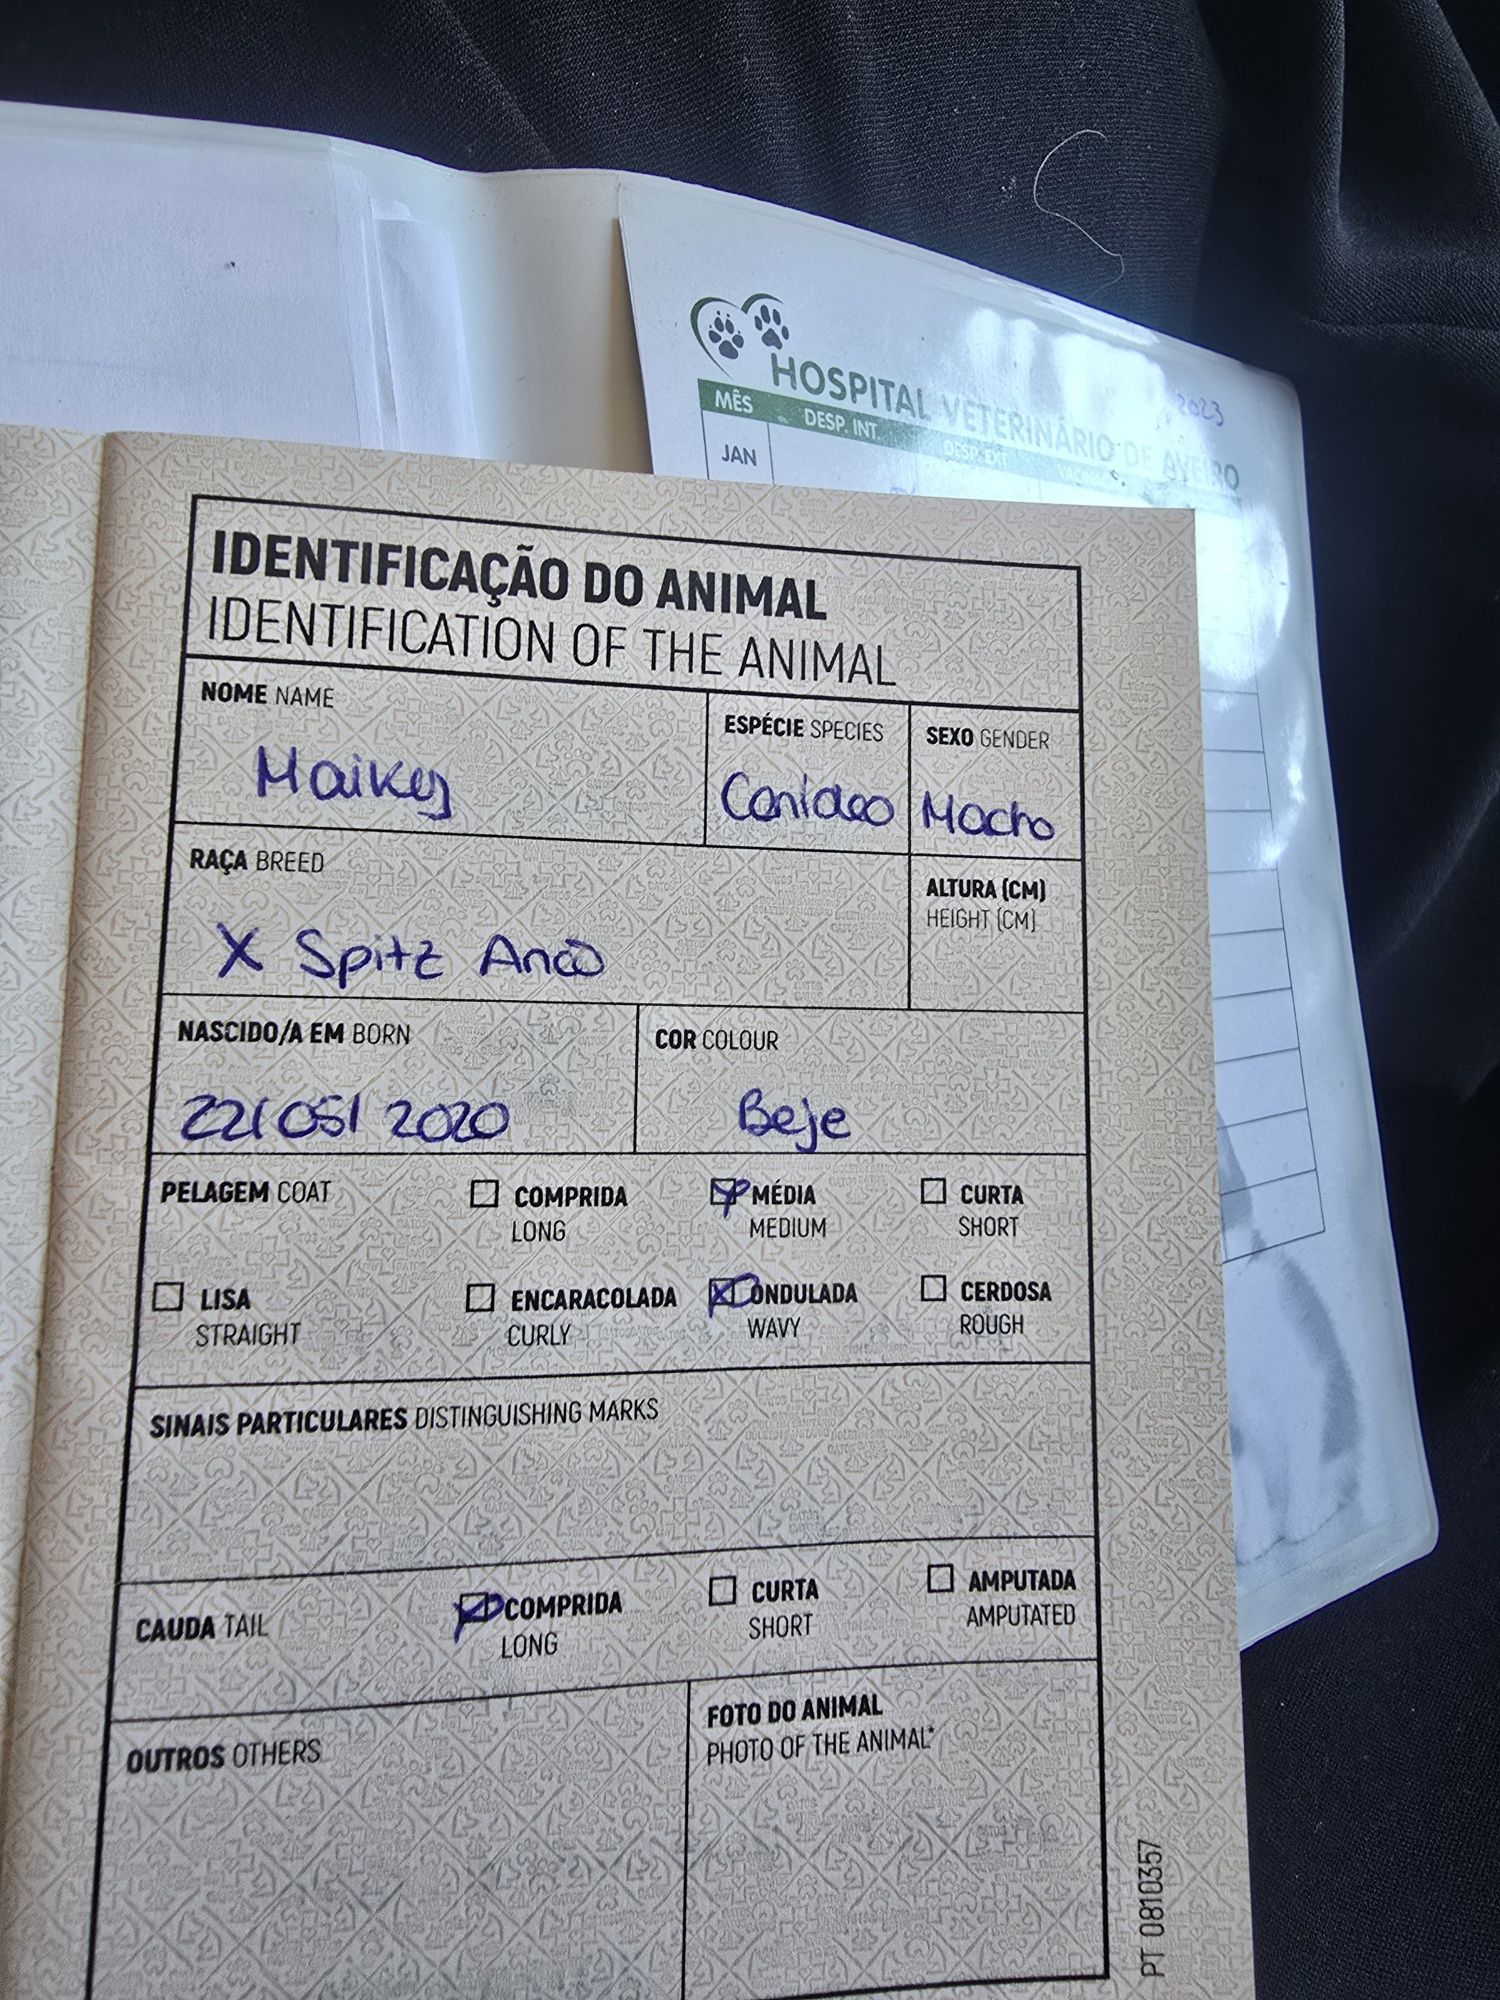 HOSPITAL VETERINÁRIO DE AVEIRO
2023
MÊS DESP. INT. DESP. EXT.
JAN
IDENTIFICAÇÃO DO ANIMAL
IDENTIFICATION OF THE ANIMAL
NOME NAME
Maikey
ESPÉCIE SPECIES
Canídeo
SEXO GENDER
Macho
RAÇA BREED
X Spitz Anão
ALTURA (CM)
HEIGHT (CM)
NASCIDO/A EM BORN
22/05/2020
COR COLOUR
Beje
PELAGEM COAT
COMPRIDA
LONG
MÉDIA
MEDIUM
CURTA
SHORT
LISA
STRAIGHT
ENCARACOLADA
CURLY
ONDULADA
WAVY
CERDOSA
ROUGH
SINAIS PARTICULARES DISTINGUISHING MARKS
CAUDA TAIL
COMPRIDA
LONG
CURTA
SHORT
AMPUTADA
AMPUTATED
OUTROS OTHERS
FOTO DO ANIMAL
PHOTO OF THE ANIMAL*
PT 0810357